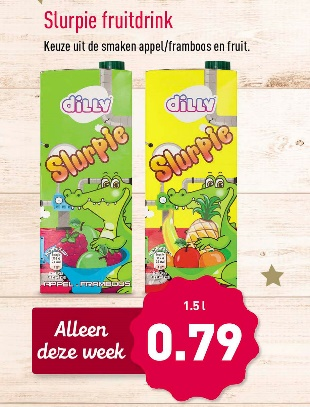 Slurpie fruitdrink
Keuze uit de smaken appel/framboos en fruit.
dilly
Slurpie
APPEL FRAMBOOS
dilly
Slurpie
Alleen
deze week
1.5 l
0.79